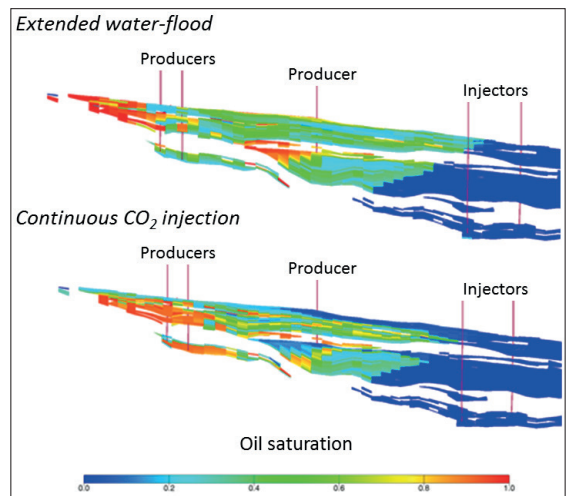 Extended water-flood
Producers
Producer
Injectors
Continuous CO₂ injection
Producers
Producer
Injectors
Oil saturation
0.0 0.2 0.4 0.6 0.8 1.0